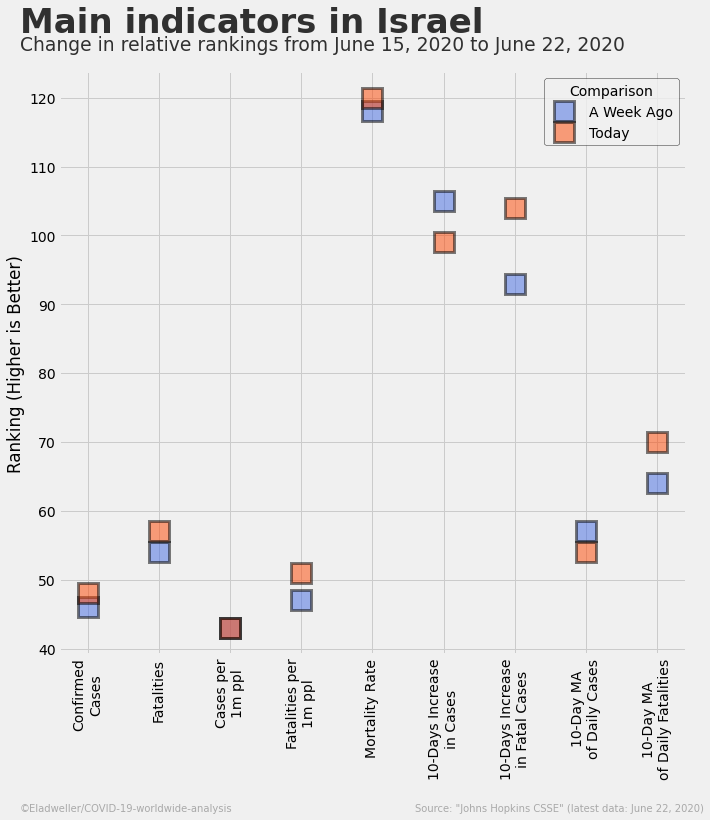 Main indicators in Israel
Change in relative rankings from June 15, 2020 to June 22, 2020
Comparison
A Week Ago
Today
Ranking (Higher is Better)
120
110
100
90
80
70
60
50
40
Confirmed
Cases
Fatalities
Cases per
1m ppl
Fatalities per
1m ppl
Mortality Rate
10-Days Increase
in Cases
10-Days Increase
in Fatal Cases
10-Day MA
of Daily Cases
10-Day MA
of Daily Fatalities
©Eladweller/COVID-19-worldwide-analysis
Source: "Johns Hopkins CSSE" (latest data: June 22, 2020)